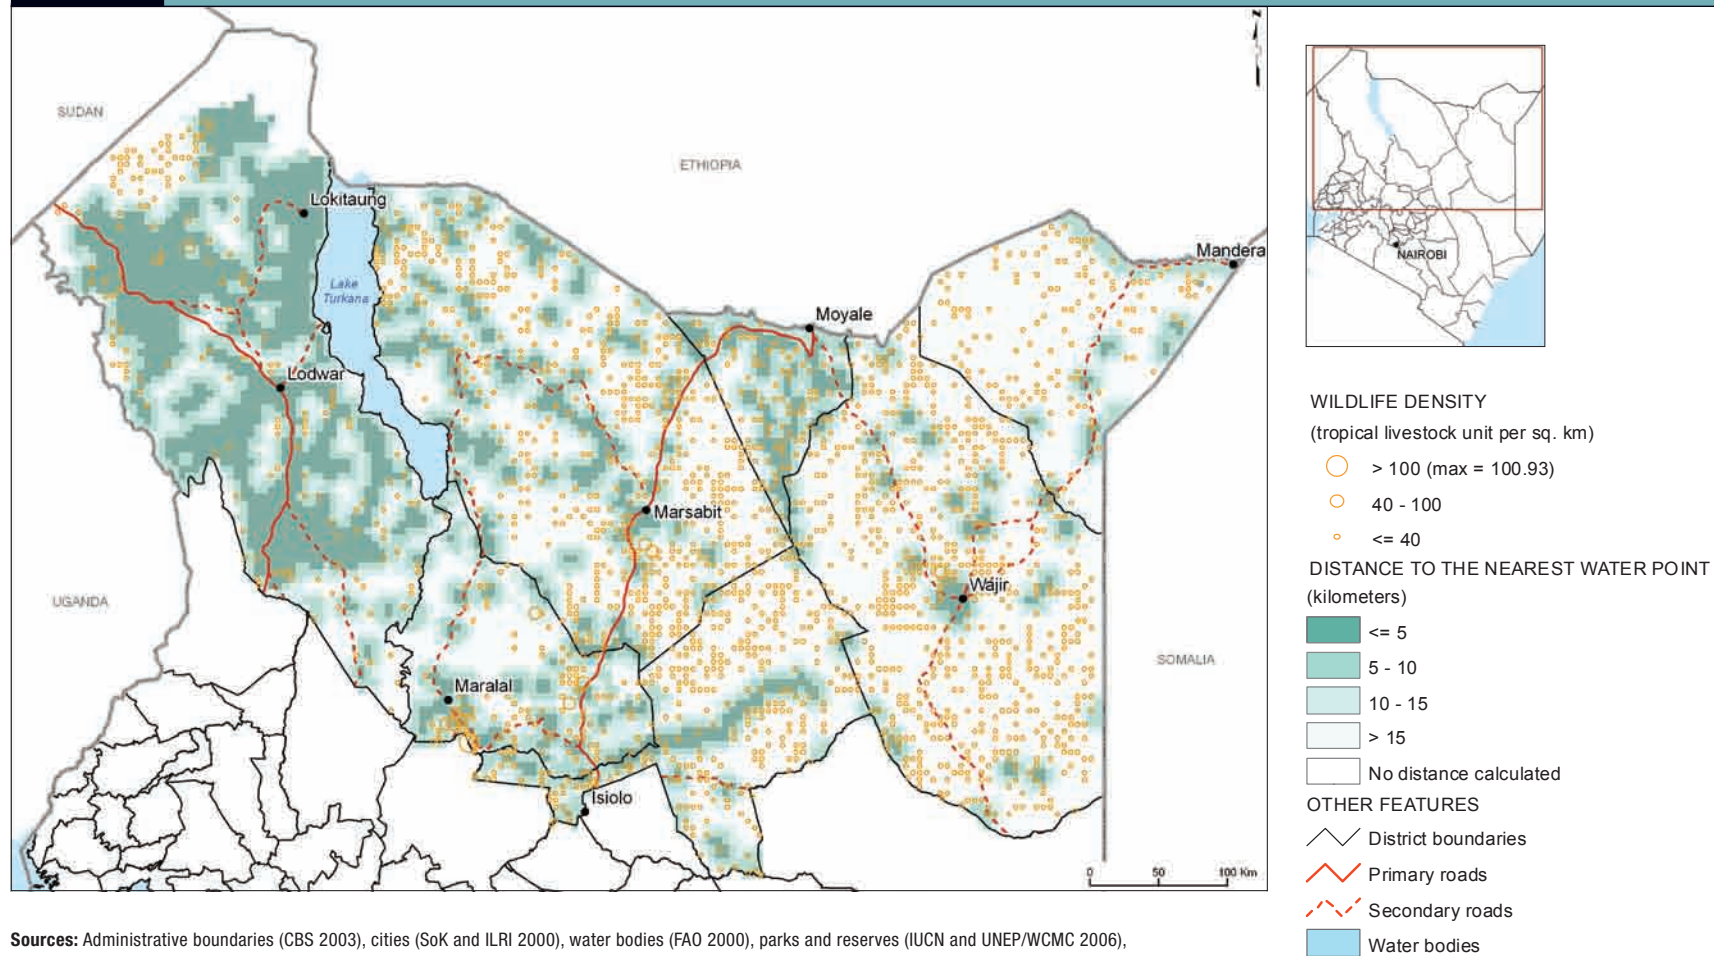 N
SUDAN
ETHIOPIA
Lokitaung
Mandera
Lake
Turkana
Moyale
Lodwar
Marsabit
Wajir
UGANDA
SOMALIA
Maralal
Isiolo
0 50 100 Km
NAIROBI
WILDLIFE DENSITY
(tropical livestock unit per sq. km)
> 100 (max = 100.93)
40 - 100
<= 40
DISTANCE TO THE NEAREST WATER POINT
(kilometers)
<= 5
5 - 10
10 - 15
> 15
No distance calculated
OTHER FEATURES
District boundaries
Primary roads
Secondary roads
Water bodies
Sources: Administrative boundaries (CBS 2003), cities (SoK and ILRI 2000), water bodies (FAO 2000), parks and reserves (IUCN and UNEP/WCMC 2006),